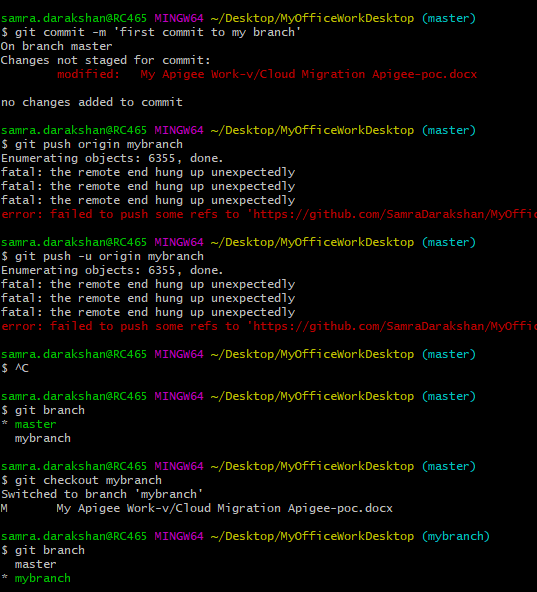 samra.darakshan@RC465 MINGW64 ~/Desktop/MyOfficeWorkDesktop (master)
$ git commit -m 'first commit to my branch'
On branch master
Changes not staged for commit:
        modified:   My Apigee Work-v/Cloud Migration Apigee-poc.docx

no changes added to commit

samra.darakshan@RC465 MINGW64 ~/Desktop/MyOfficeWorkDesktop (master)
$ git push origin mybranch
Enumerating objects: 6355, done.
fatal: the remote end hung up unexpectedly
fatal: the remote end hung up unexpectedly
fatal: the remote end hung up unexpectedly
error: failed to push some refs to 'https://github.com/SamraDarakshan/MyOffic

samra.darakshan@RC465 MINGW64 ~/Desktop/MyOfficeWorkDesktop (master)
$ git push -u origin mybranch
Enumerating objects: 6355, done.
fatal: the remote end hung up unexpectedly
fatal: the remote end hung up unexpectedly
fatal: the remote end hung up unexpectedly
error: failed to push some refs to 'https://github.com/SamraDarakshan/MyOffic

samra.darakshan@RC465 MINGW64 ~/Desktop/MyOfficeWorkDesktop (master)
$ ^C

samra.darakshan@RC465 MINGW64 ~/Desktop/MyOfficeWorkDesktop (master)
$ git branch
* master
  mybranch

samra.darakshan@RC465 MINGW64 ~/Desktop/MyOfficeWorkDesktop (master)
$ git checkout mybranch
Switched to branch 'mybranch'
M       My Apigee Work-v/Cloud Migration Apigee-poc.docx

samra.darakshan@RC465 MINGW64 ~/Desktop/MyOfficeWorkDesktop (mybranch)
$ git branch
  master
* mybranch